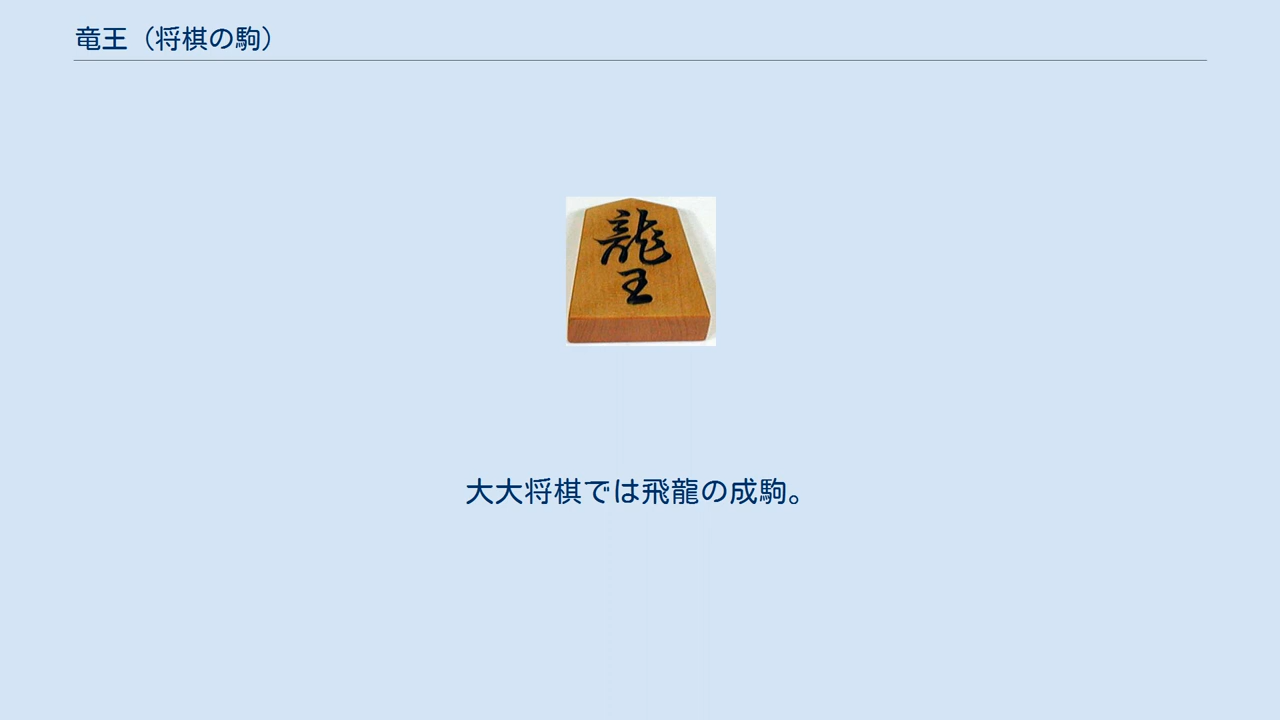 竜王（将棋の駒）
龍
王
大大将棋では飛龍の成駒。